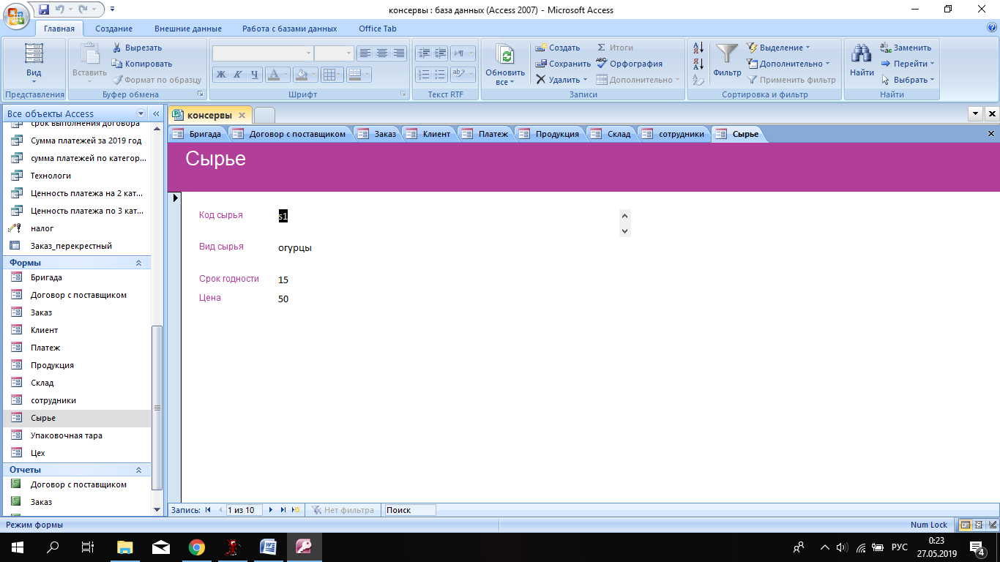 консервы : база данных (Access 2007) - Microsoft Access
Главная Создание Внешние данные Работа с базами данных Office Tab
Вид
Представления
Вставить
Вырезать
Копировать
Формат по образцу
Буфер обмена
Ж К Ч
Шрифт
Текст RTF
Обновить все
Создать
Сохранить
Удалить
Итоги
Орфография
Дополнительно
Записи
Фильтр
Выделение
Дополнительно
Применить фильтр
Сортировка и фильтр
Найти
Заменить
Перейти
Выбрать
Найти
Все объекты Access
консервы
срок выполнения договора
Сумма платежей за 2019 год
сумма платежей по категор...
Технологи
Ценность платежа на 2 кат...
Ценность платежа по 3 кат...
налог
Заказ_перекрестный
Формы
Бригада
Договор с поставщиком
Заказ
Клиент
Платеж
Продукция
Склад
сотрудники
Сырье
Упаковочная тара
Цех
Отчеты
Договор с поставщиком
Заказ
Бригада Договор с поставщиком Заказ Клиент Платеж Продукция Склад сотрудники Сырье
Сырье
Код сырья s1
Вид сырья огурцы
Срок годности 15
Цена 50
Запись: 1 из 10 Нет фильтра Поиск
Режим формы Num Lock
РУС 0:23
27.05.2019
4